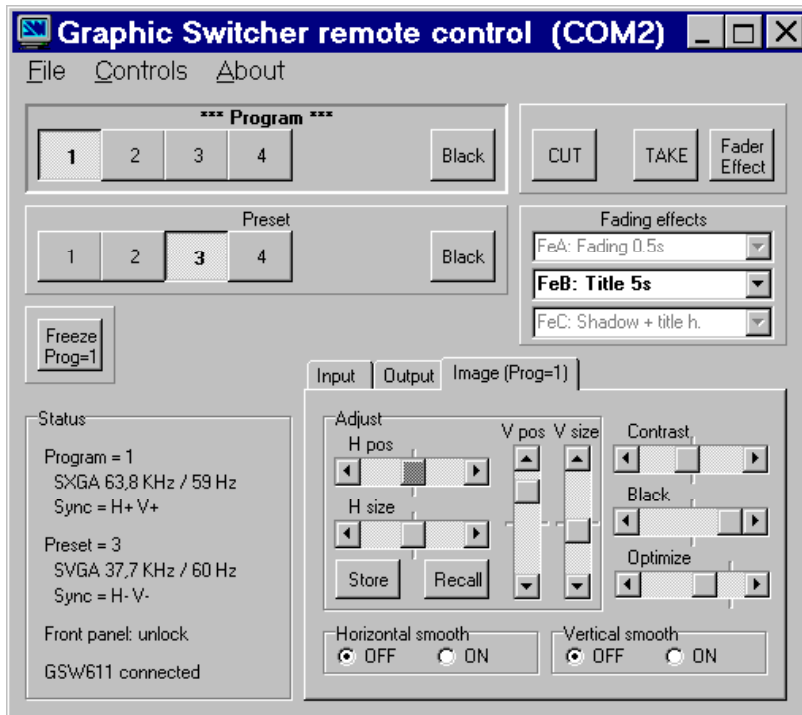 Graphic Switcher remote control (COM2)
File Controls About
*** Program ***
1 2 3 4 Black
CUT TAKE Fader Effect
Preset
1 2 3 4 Black
Fading effects
FeA: Fading 0.5s
FeB: Title 5s
FeC: Shadow + title h.
Freeze
Prog=1
Input Output Image (Prog=1)
Status
Program = 1
SXGA 63,8 KHz / 59 Hz
Sync = H+ V+
Preset = 3
SVGA 37,7 KHz / 60 Hz
Sync = H- V-
Front panel: unlock
GSW611 connected
Adjust
H pos
H size
Store Recall
V pos V size
Contrast
Black
Optimize
Horizontal smooth
OFF ON
Vertical smooth
OFF ON